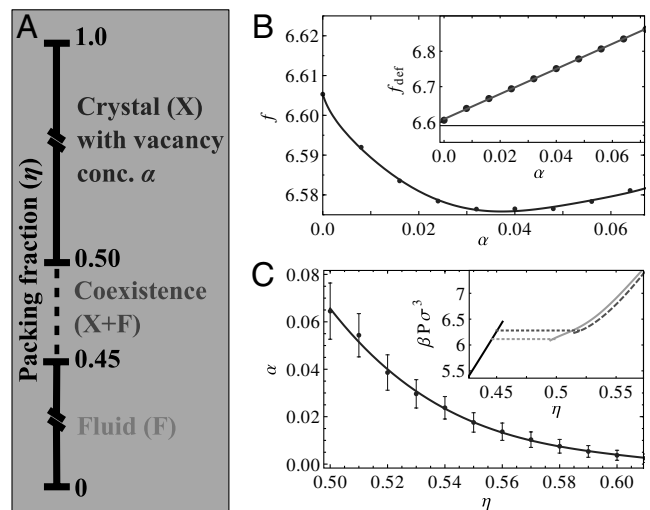 A
1.0
Crystal (X)
with vacancy
conc. α
Packing fraction (η)
0.50
Coexistence
(X+F)
0.45
Fluid (F)
0
B
6.62
6.61
6.60
6.59
6.58
f
0.0
0.02
0.04
0.06
α
6.8
6.7
6.6
f def
0.0
0.02
0.04
0.06
α
C
0.08
0.06
0.04
0.02
0.00
α
0.50
0.52
0.54
0.56
0.58
0.60
η
7
6.5
6
5.5
βPσ³
0.45
0.5
0.55
η